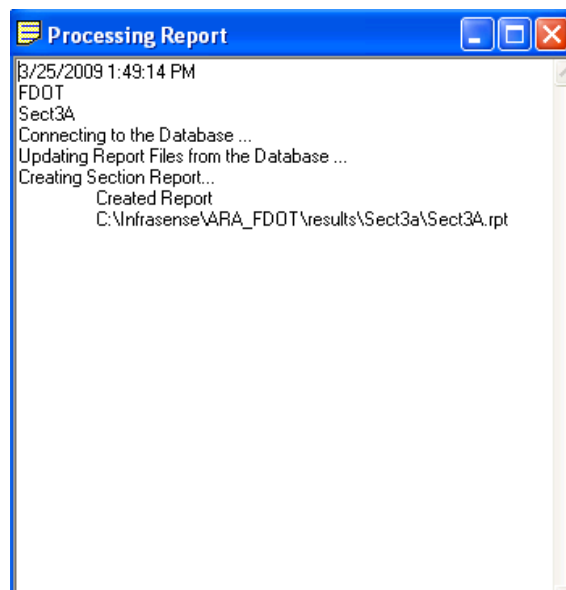 Processing Report
3/25/2009 1:49:14 PM
FDOT
Sect3A
Connecting to the Database ...
Updating Report Files from the Database ...
Creating Section Report...
Created Report
C:\Infrasense\ARA_FDOT\results\Sect3a\Sect3A.rpt